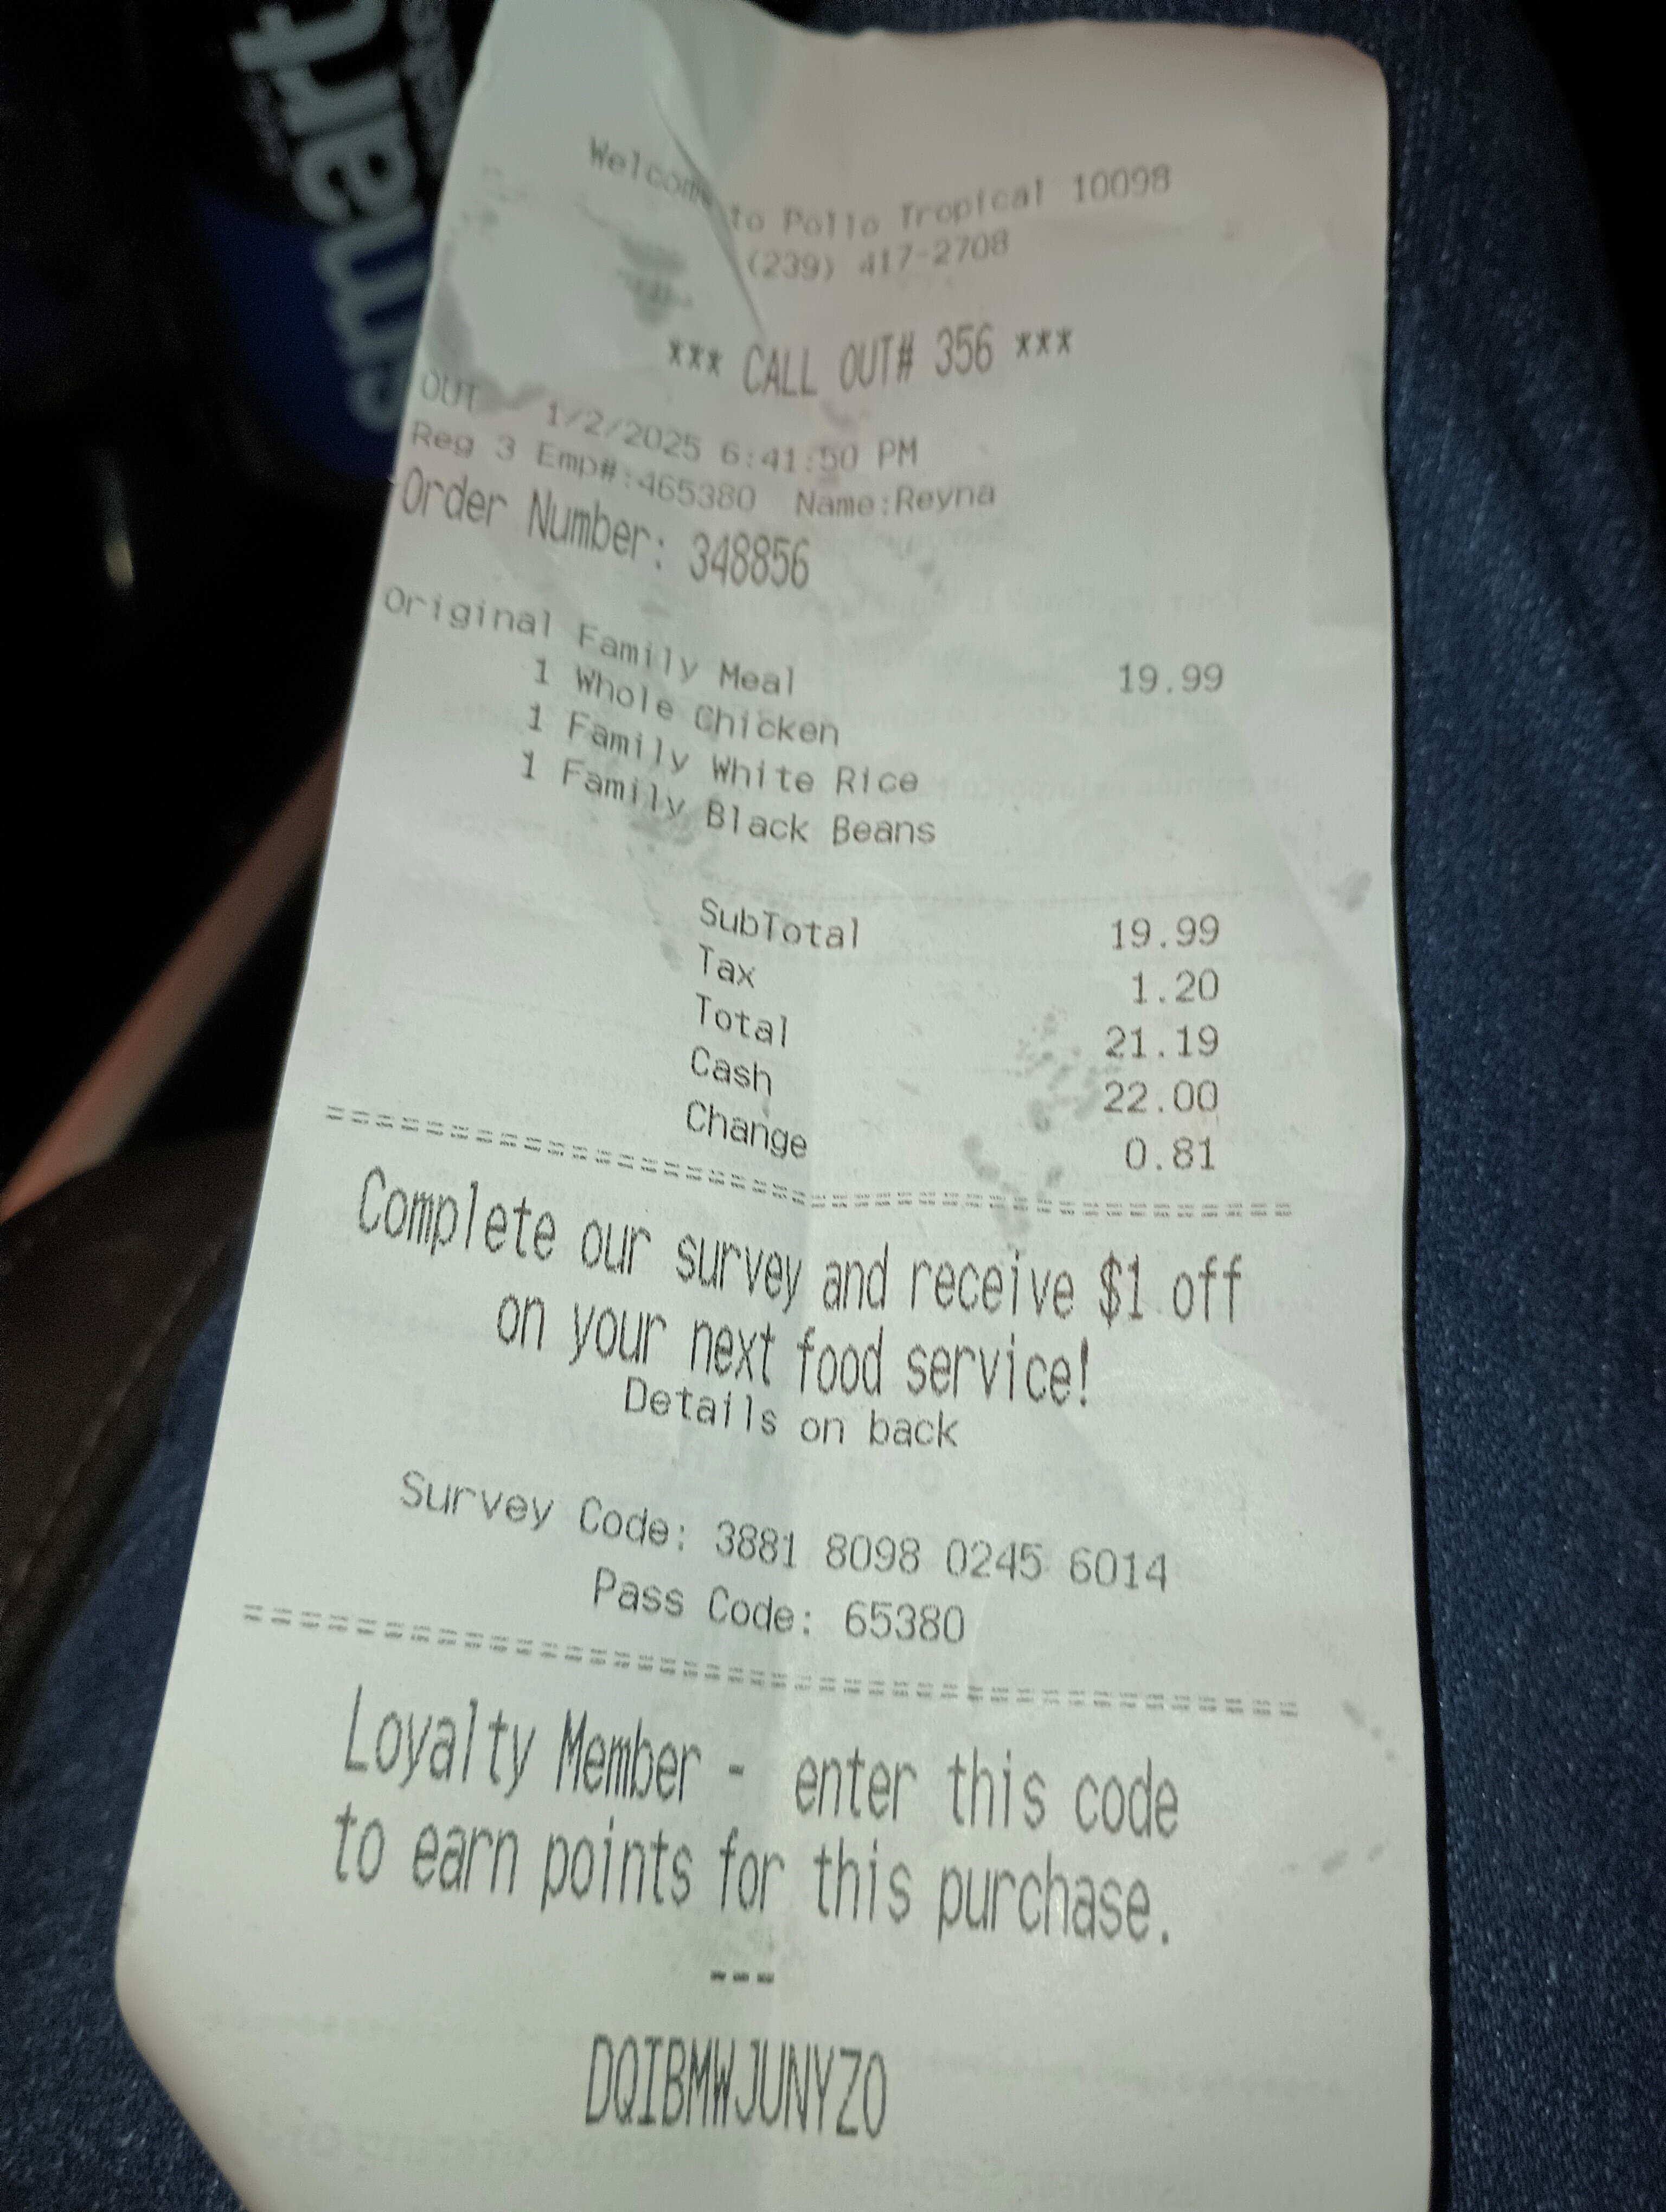 smart
Welcome to Pollo Tropical 10098
(239) 417-2708
*** CALL OUT# 356 ***
OUT 1/2/2025 6:41:50 PM
Reg 3 Emp#:465380 Name:Reyna
Order Number: 348856
Original Family Meal 19.99
1 Whole Chicken
1 Family White Rice
1 Family Black Beans
SubTotal 19.99
Tax 1.20
Total 21.19
Cash 22.00
Change 0.81
==========================================
Complete our survey and receive $1 off
on your next food service!
Details on back
Survey Code: 3881 8098 0245 6014
Pass Code: 65380
==========================================
Loyalty Member - enter this code
to earn points for this purchase.
---
DQIBMWJUNYZO